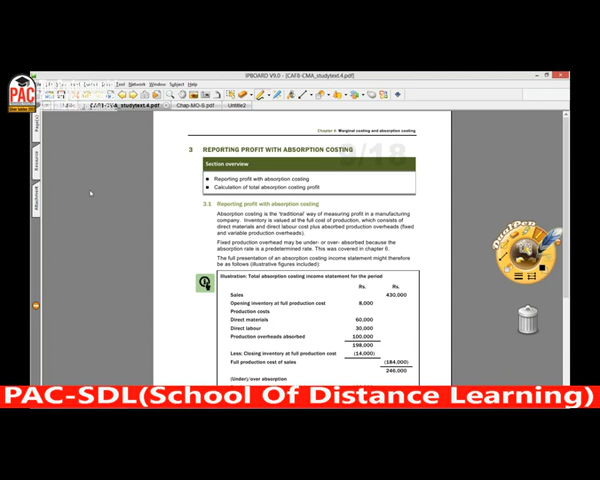 IPBOARD V9.0 - [CAF8-CMA_studytext.4.pdf]
Tool Network Window Subject Help
CAF8-CMA_studytext.4.pdf Chap-MO-S.pdf Untitle2
PAC
Page(s)
Resource
Attachment
Chapter 9: Marginal costing and absorption costing
9/18
3 REPORTING PROFIT WITH ABSORPTION COSTING
Section overview
■ Reporting profit with absorption costing
■ Calculation of total absorption costing profit
3.1 Reporting profit with absorption costing
Absorption costing is the 'traditional' way of measuring profit in a manufacturing
company. Inventory is valued at the full cost of production, which consists of
direct materials and direct labour cost plus absorbed production overheads (fixed
and variable production overheads).
Fixed production overhead may be under- or over- absorbed because the
absorption rate is a predetermined rate. This was covered in chapter 6.
The full presentation of an absorption costing income statement might therefore
be as follows (illustrative figures included):
Illustration: Total absorption costing income statement for the period
Rs. Rs.
Sales 430,000
Opening inventory at full production cost 8,000
Production costs
Direct materials 60,000
Direct labour 30,000
Production overheads absorbed 100,000
198,000
Less: Closing inventory at full production cost (14,000)
Full production cost of sales (184,000)
246,000
(Under)/over absorption
DualPen
PAC-SDL(School Of Distance Learning)